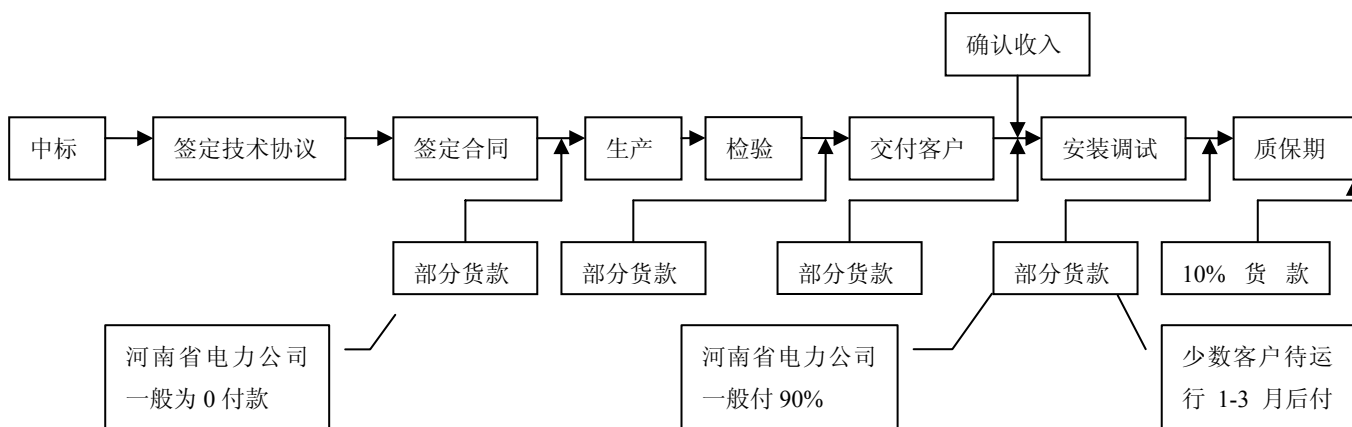 确认收入
中标
签定技术协议
签定合同
生产
检验
交付客户
安装调试
质保期
部分货款
部分货款
部分货款
部分货款
10% 货 款
河南省电力公司
一般为 0 付款
河南省电力公司
一般付 90%
少数客户待运
行 1-3 月后付